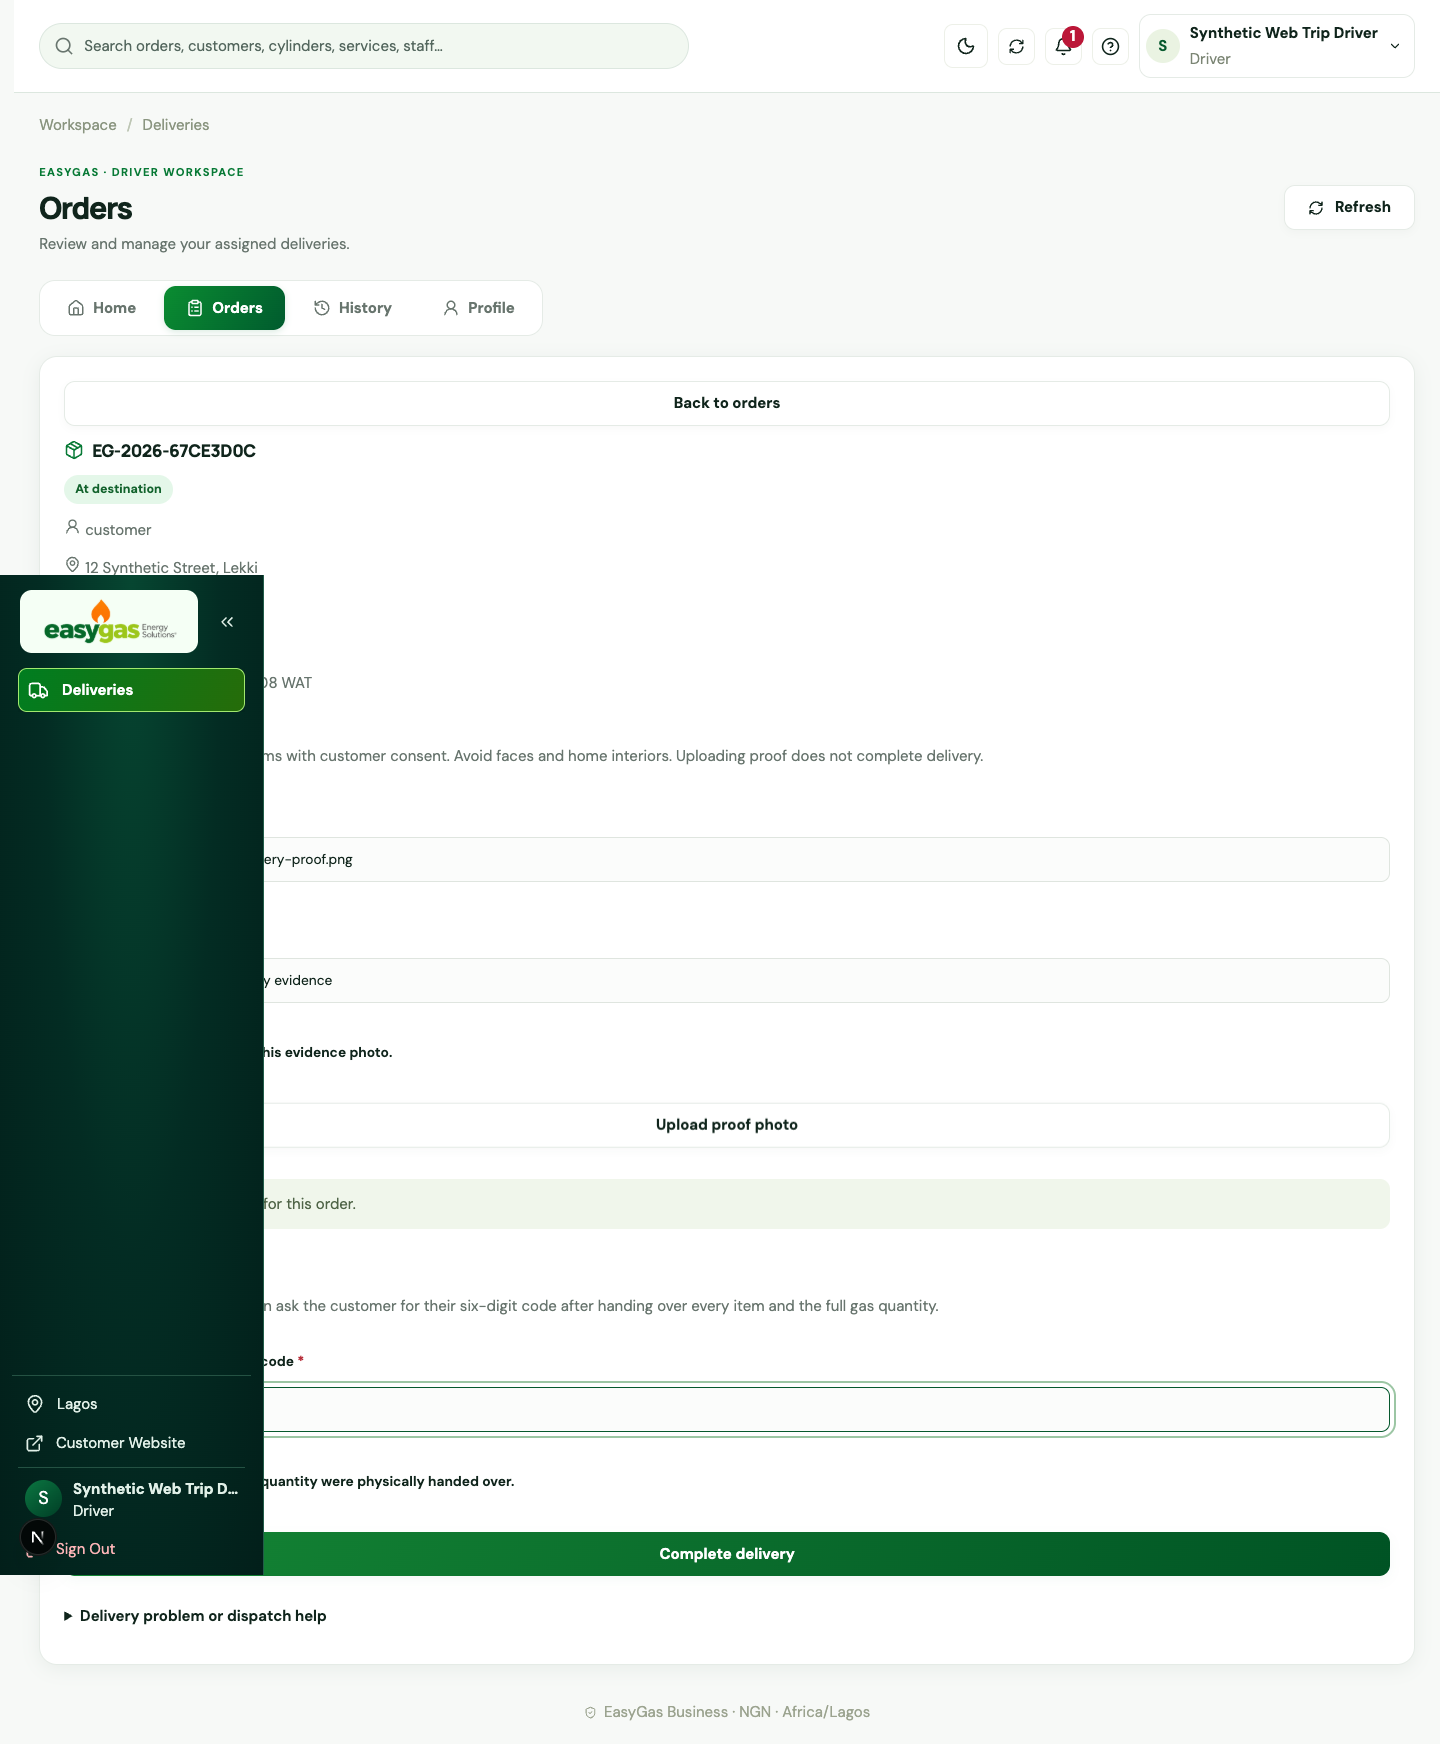 Search orders, customers, cylinders, services, staff...
1
S
Synthetic Web Trip Driver
Driver
Workspace / Deliveries
EASYGAS · DRIVER WORKSPACE
Orders
Review and manage your assigned deliveries.
Refresh
Home
Orders
History
Profile
Back to orders
EG-2026-67CE3D0C
At destination
customer
12 Synthetic Street, Lekki
easygas Energy Solutions
Deliveries
08 WAT
ms with customer consent. Avoid faces and home interiors. Uploading proof does not complete delivery.
ery-proof.png
y evidence
his evidence photo.
Upload proof photo
for this order.
n ask the customer for their six-digit code after handing over every item and the full gas quantity.
code *
Lagos
Customer Website
quantity were physically handed over.
S
Synthetic Web Trip D...
Driver
N
Sign Out
Complete delivery
Delivery problem or dispatch help
EasyGas Business · NGN · Africa/Lagos